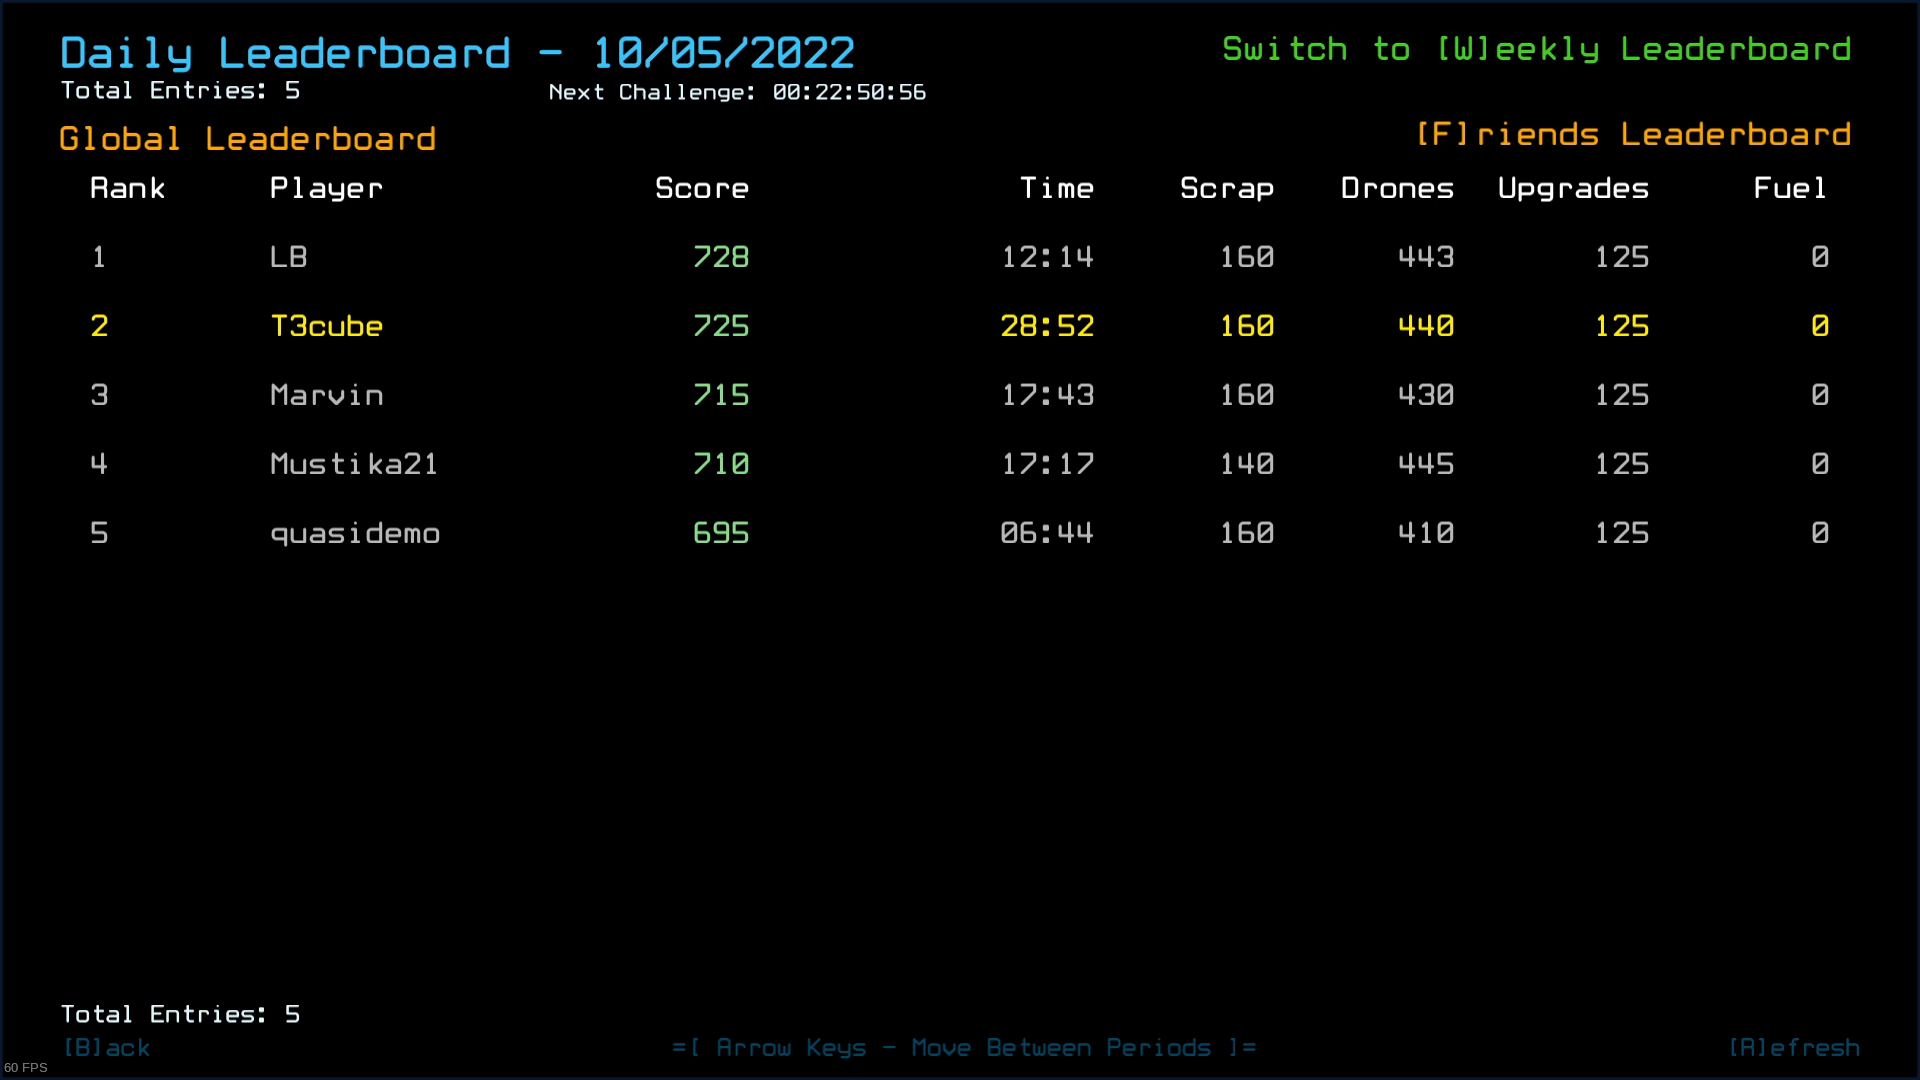 Daily Leaderboard - 10/05/2022 Switch to [W]eekly Leaderboard
Total Entries: 5 Next Challenge: 00:22:50:56
Global Leaderboard [F]riends Leaderboard
Rank Player Score Time Scrap Drones Upgrades Fuel
1 LB 728 12:14 160 443 125 0
2 T3cube 725 28:52 160 440 125 0
3 Marvin 715 17:43 160 430 125 0
4 Mustika21 710 17:17 140 445 125 0
5 quasidemo 695 06:44 160 410 125 0
Total Entries: 5
[B]ack =[ Arrow Keys - Move Between Periods ]= [R]efresh
60 FPS